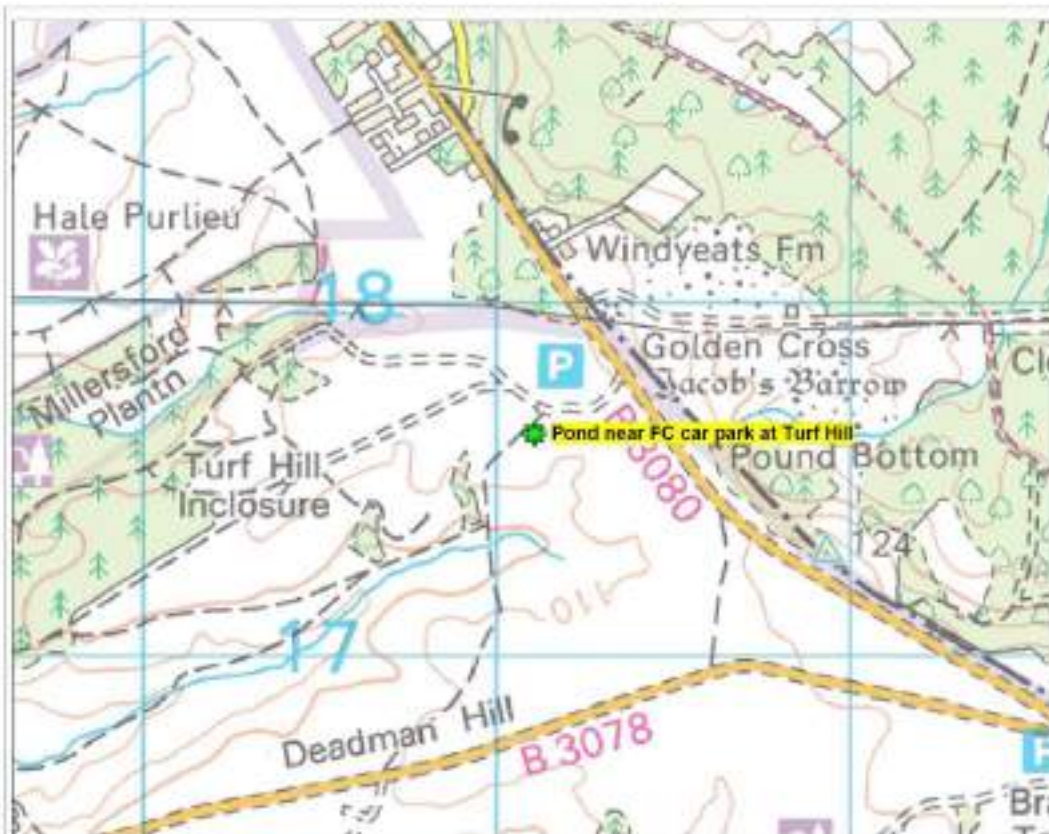 Hale Purlieu
Windyeats Fm
18
Golden Cross
Jacob's Barrow
Millersford
Plantn
P
Pond near FC car park at Turf Hill
B3080
Pound Bottom
Turf Hill
Inclosure
124
110
17
Deadman Hill
B 3078
P